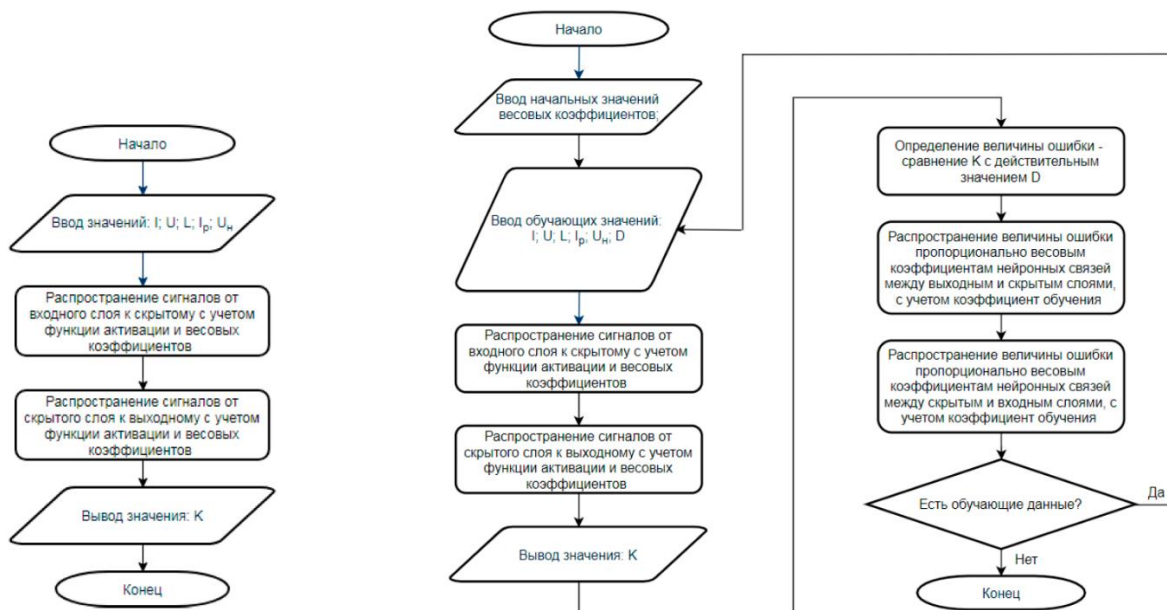 Начало
Ввод значений: I; U; L; Iр; Uн
Распространение сигналов от
входного слоя к скрытому с учетом
функции активации и весовых
коэффициентов
Распространение сигналов от
скрытого слоя к выходному с учетом
функции активации и весовых
коэффициентов
Вывод значения: K
Конец
Начало
Ввод начальных значений
весовых коэффициентов;
Ввод обучающих значений:
I; U; L; Iр; Uн; D
Распространение сигналов от
входного слоя к скрытому с учетом
функции активации и весовых
коэффициентов
Распространение сигналов от
скрытого слоя к выходному с учетом
функции активации и весовых
коэффициентов
Вывод значения: K
Определение величины ошибки -
сравнение K с действительным
значением D
Распространение величины ошибки
пропорционально весовым
коэффициентам нейронных связей
между выходным и скрытым слоями,
с учетом коэффициент обучения
Распространение величины ошибки
пропорционально весовым
коэффициентам нейронных связей
между скрытым и входным слоями, с
учетом коэффициент обучения
Есть обучающие данные?
Да
Нет
Конец